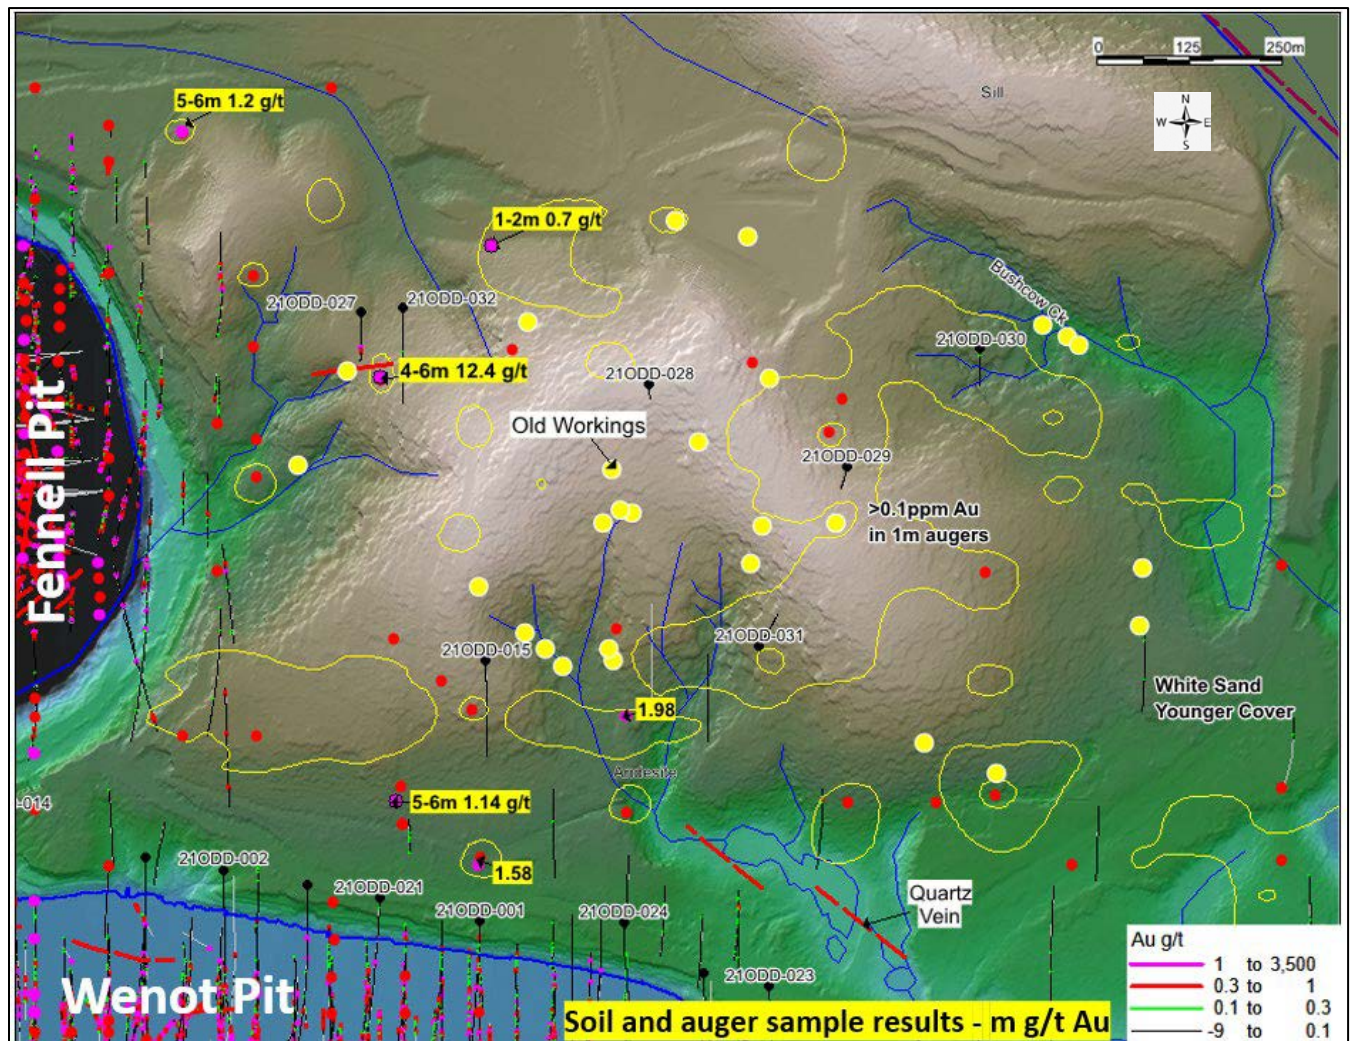 0 125 250m
Sill
N
W E
S
5-6m 1.2 g/t
1-2m 0.7 g/t
Bushcow Ck.
21ODD-027
21ODD-032
21ODD-030
4-6m 12.4 g/t
21ODD-028
Fennell Pit
Old Workings
21ODD-029
>0.1ppm Au
in 1m augers
21ODD-031
21ODD-015
White Sand
Younger Cover
1.98
Andesite
5-6m 1.14 g/t
-014
21ODD-002
1.58
21ODD-021
21ODD-001
21ODD-024
Quartz
Vein
21ODD-023
Wenot Pit
Soil and auger sample results - m g/t Au
Au g/t
1 to 3,500
0.3 to 1
0.1 to 0.3
-9 to 0.1